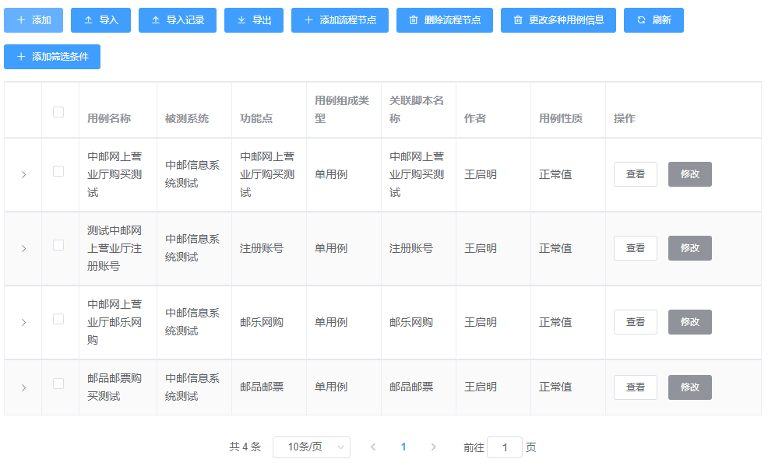 添加 导入 导入记录 导出 添加流程节点 删除流程节点 更改多种用例信息 刷新
添加筛选条件
用例名称 被测系统 功能点 用例组成类型 关联脚本名称 作者 用例性质 操作
中邮网上营业厅购买测试 中邮信息系统测试 中邮网上营业厅购买测试 单用例 中邮网上营业厅购买测试 王启明 正常值 查看 修改
测试中邮网上营业厅注册账号 中邮信息系统测试 注册账号 单用例 注册账号 王启明 正常值 查看 修改
中邮网上营业厅邮乐网购 中邮信息系统测试 邮乐网购 单用例 邮乐网购 王启明 正常值 查看 修改
邮品邮票购买测试 中邮信息系统测试 邮品邮票 单用例 邮品邮票 王启明 正常值 查看 修改
共 4 条 10条/页 1 前往 1 页